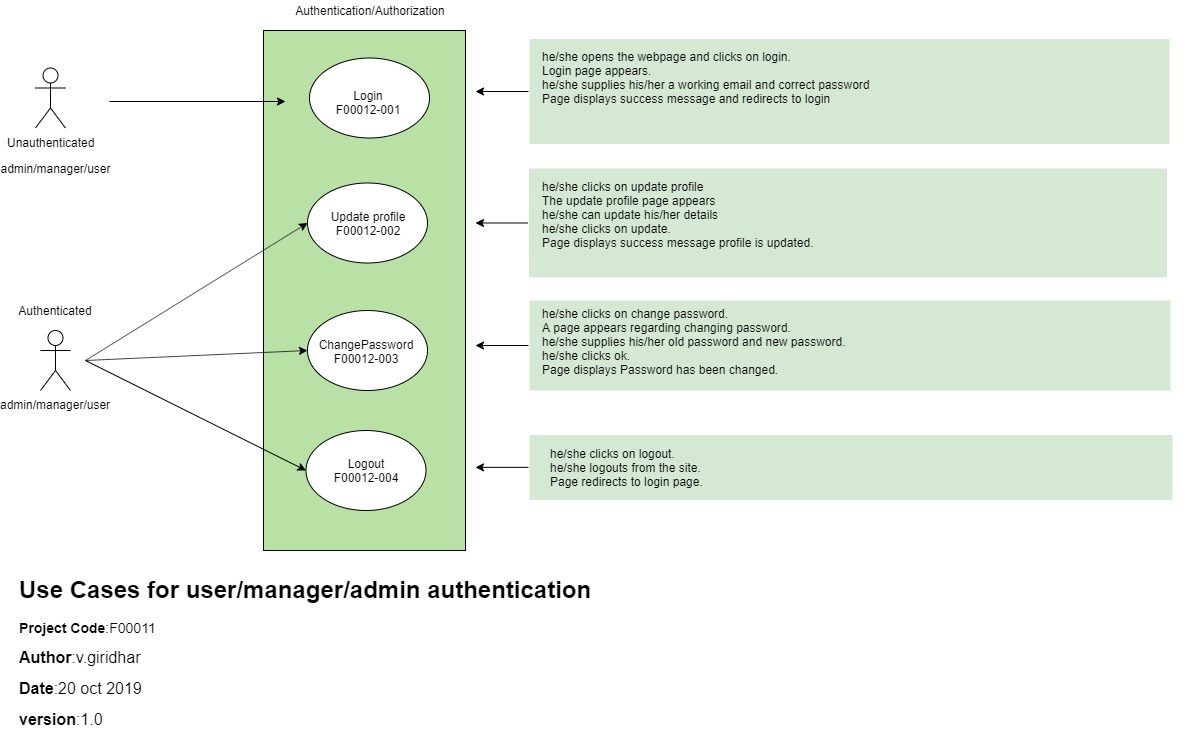 Authentication/Authorization
Unauthenticated
admin/manager/user
Login
F00012-001
he/she opens the webpage and clicks on login.
Login page appears.
he/she supplies his/her a working email and correct password
Page displays success message and redirects to login
Update profile
F00012-002
he/she clicks on update profile
The update profile page appears
he/she can update his/her details
he/she clicks on update.
Page displays success message profile is updated.
Authenticated
admin/manager/user
ChangePassword
F00012-003
he/she clicks on change password.
A page appears regarding changing password.
he/she supplies his/her old password and new password.
he/she clicks ok.
Page displays Password has been changed.
Logout
F00012-004
he/she clicks on logout.
he/she logouts from the site.
Page redirects to login page.
Use Cases for user/manager/admin authentication
Project Code:F00011
Author:v.giridhar
Date:20 oct 2019
version:1.0